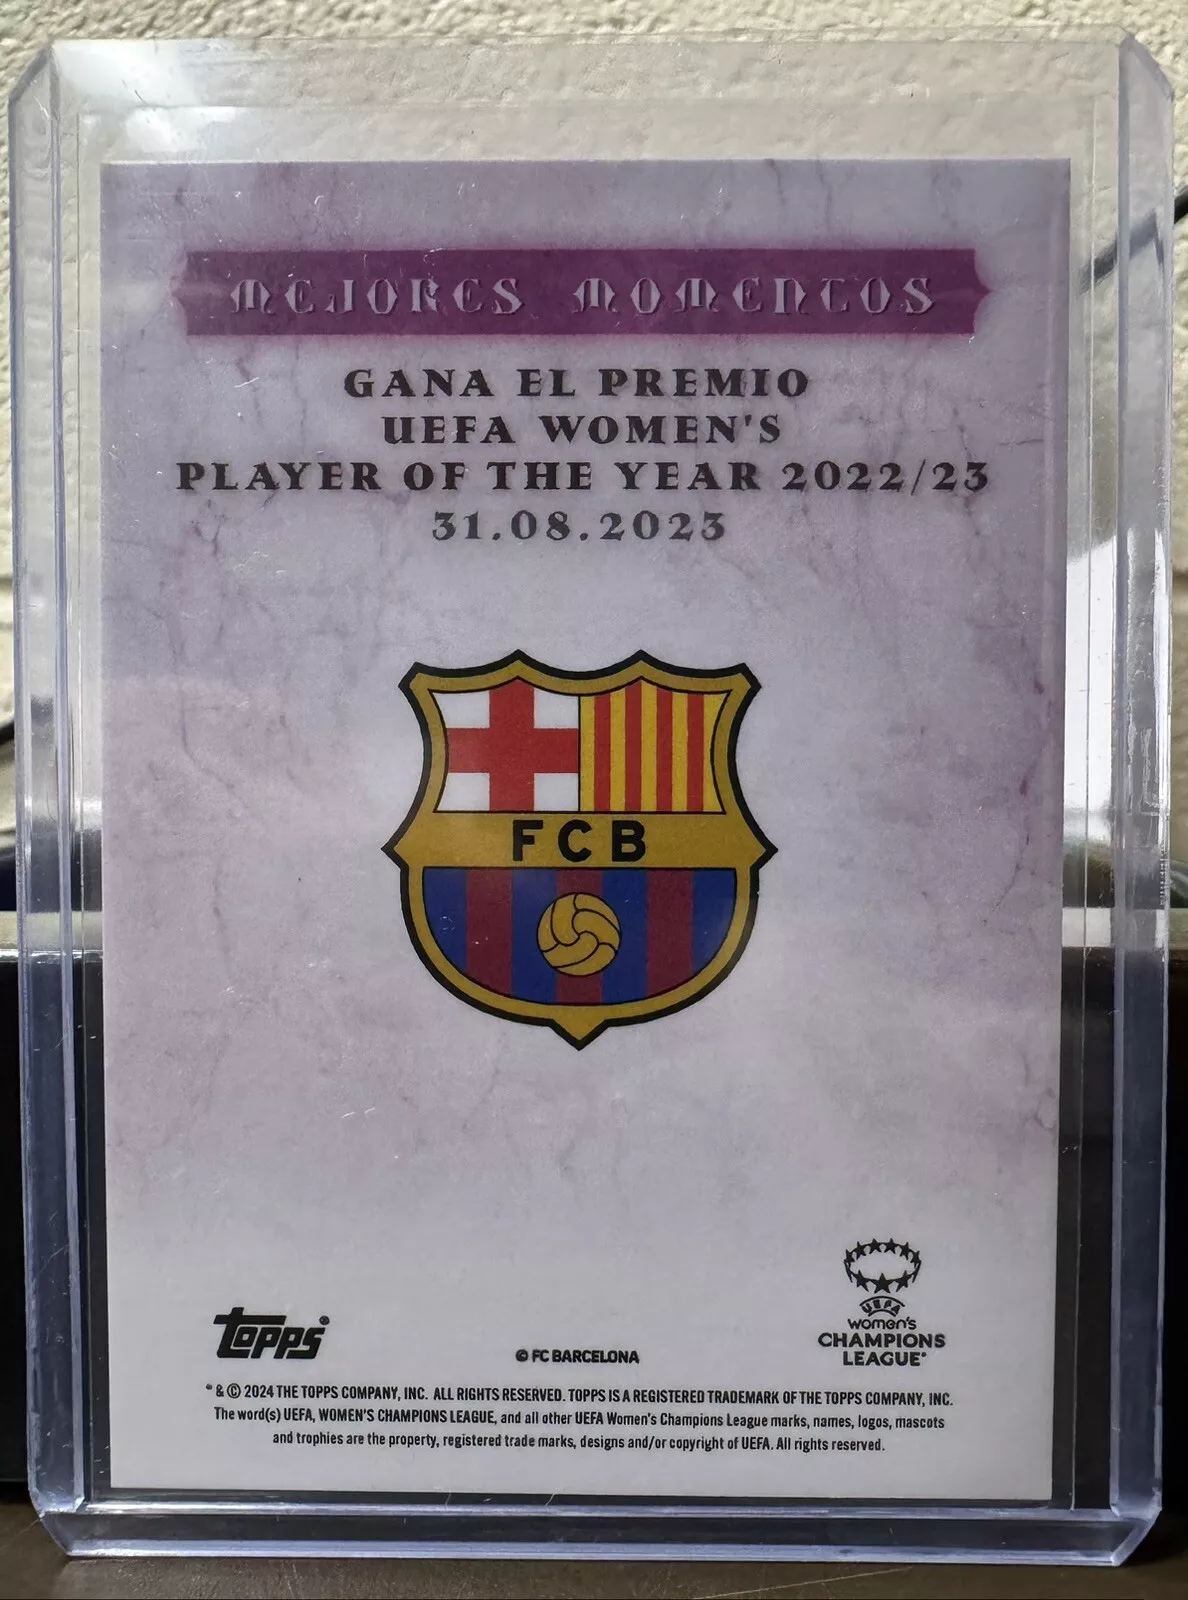 MEJORES MOMENTOS
GANA EL PREMIO
UEFA WOMEN'S
PLAYER OF THE YEAR 2022/23
31.08.2023
FCB
UEFA
women's
CHAMPIONS
LEAGUE®
Topps®
© FC BARCELONA
® & © 2024 THE TOPPS COMPANY, INC. ALL RIGHTS RESERVED. TOPPS IS A REGISTERED TRADEMARK OF THE TOPPS COMPANY, INC.
The word(s) UEFA, WOMEN'S CHAMPIONS LEAGUE, and all other UEFA Women's Champions League marks, names, logos, mascots
and trophies are the property, registered trade marks, designs and/or copyright of UEFA. All rights reserved.